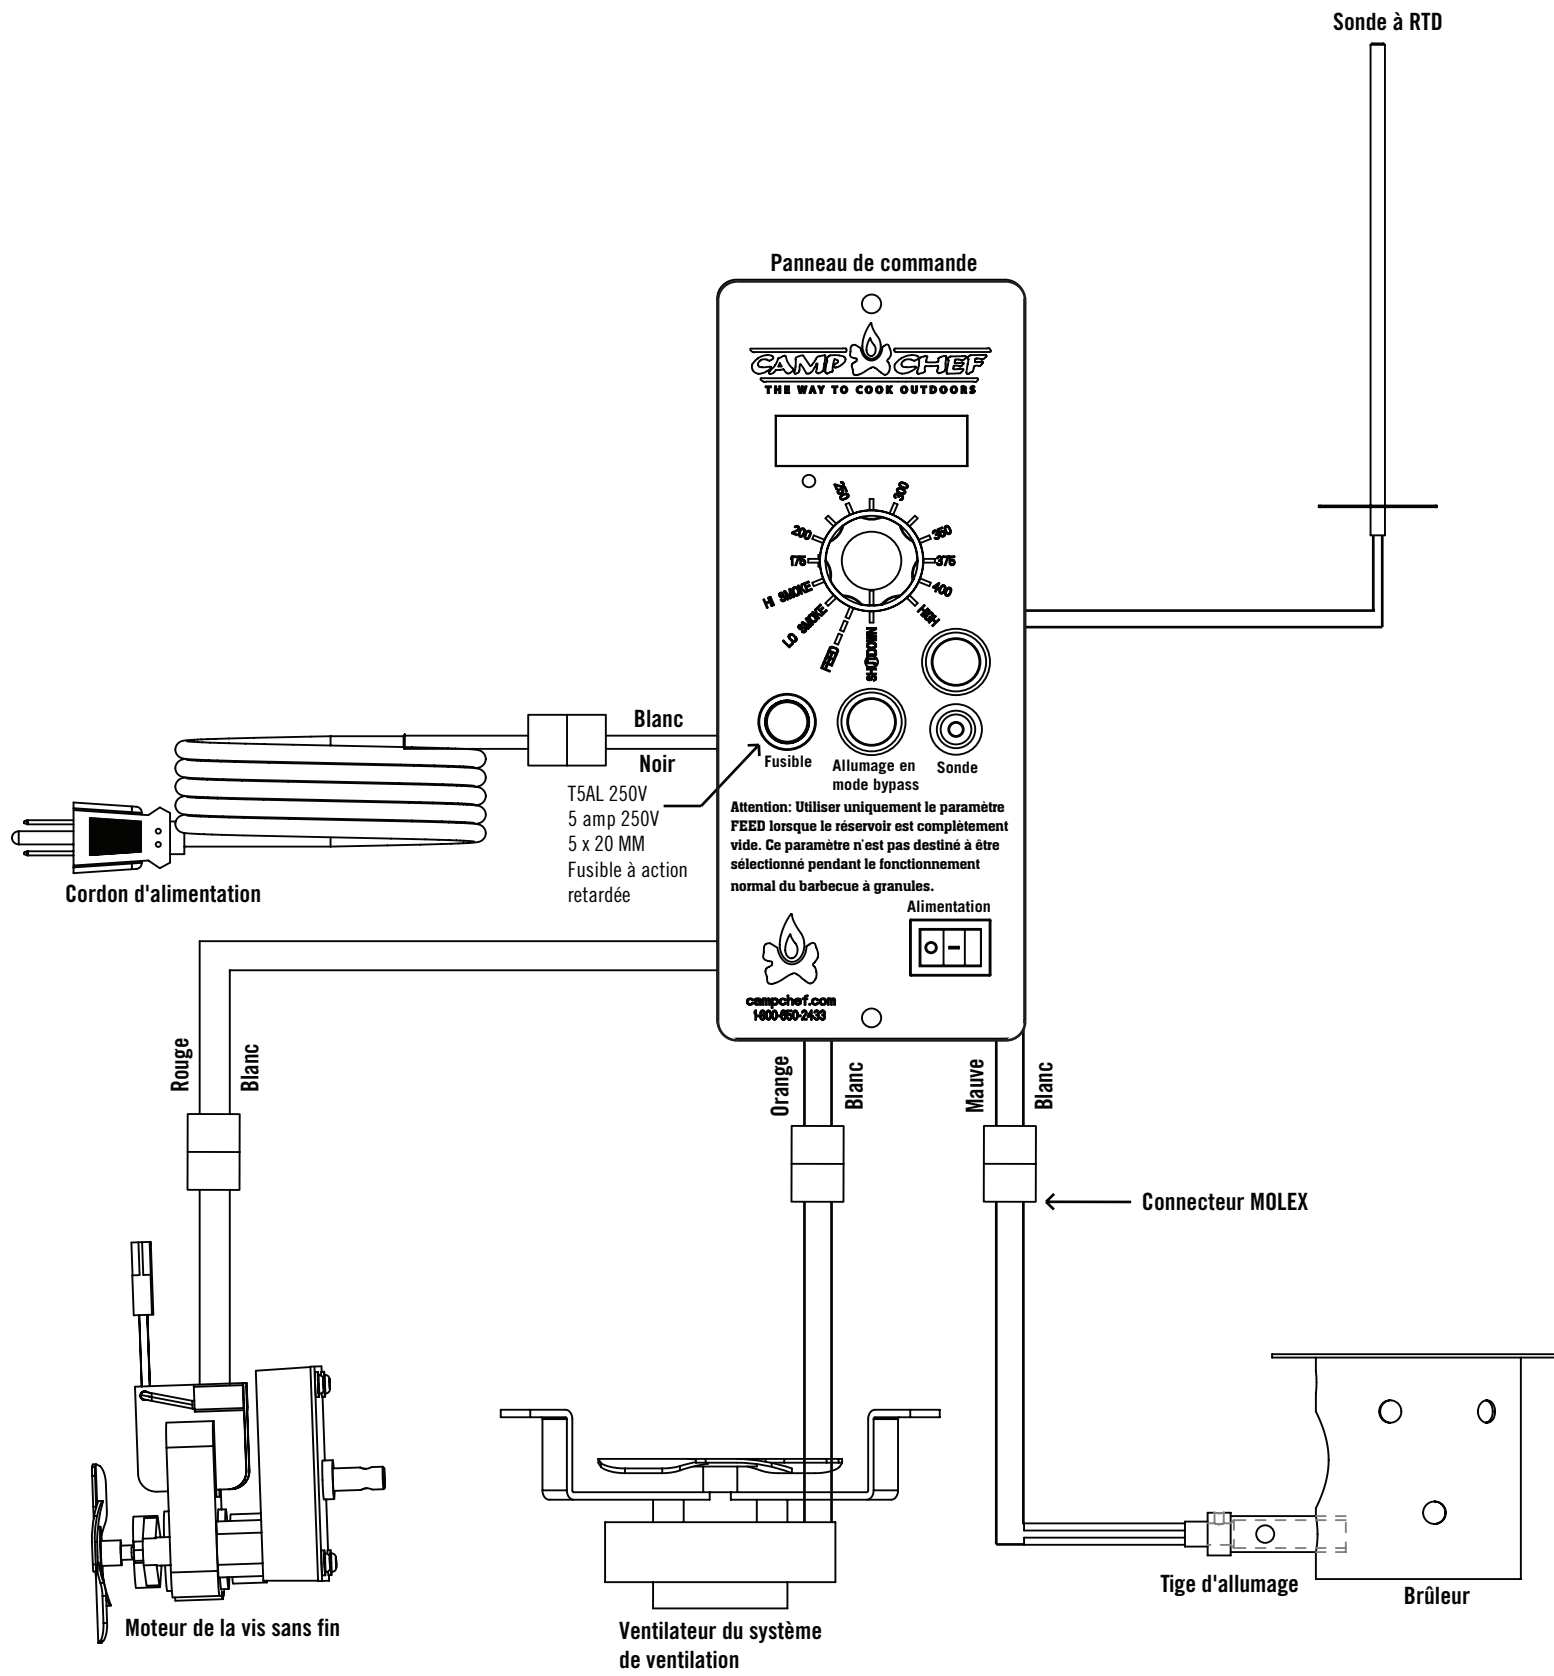 Sonde à RTD
Panneau de commande
CAMP CHEF
THE WAY TO COOK OUTDOORS
250
300
200
350
175
375
HI SMOKE
400
LO SMOKE
HIGH
FEED
SHUTDOWN
Blanc
Noir
Fusible
Allumage en
mode bypass
Sonde
T5AL 250V
5 amp 250V
5 x 20 MM
Fusible à action
retardée
Attention: Utiliser uniquement le paramètre
FEED lorsque le réservoir est complètement
vide. Ce paramètre n'est pas destiné à être
sélectionné pendant le fonctionnement
normal du barbecue à granules.
Cordon d'alimentation
Alimentation
campchef.com
1-800-650-2433
Rouge
Blanc
Orange
Blanc
Mauve
Blanc
Connecteur MOLEX
Tige d'allumage
Brûleur
Moteur de la vis sans fin
Ventilateur du système
de ventilation